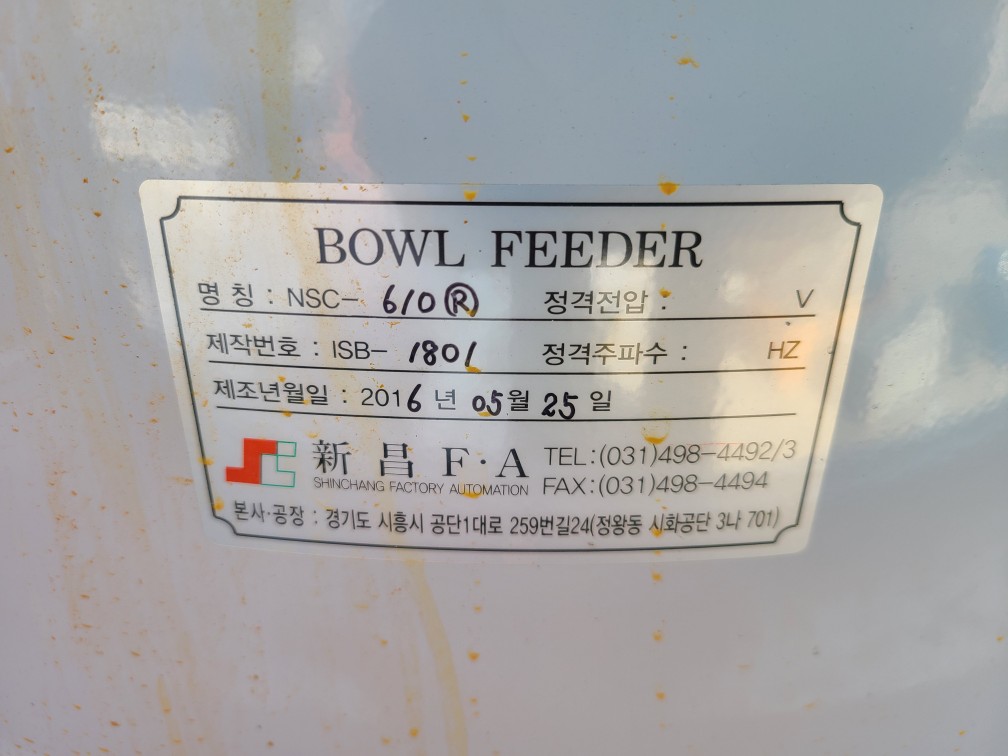 BOWL FEEDER
명 칭 : NSC- 610 Ⓡ 정격전압 : V
제작번호 : ISB- 1801 정격주파수 : HZ
제조년월일 : 2016 년 05 월 25 일
新 昌 F·A TEL:(031)498-4492/3
SHINCHANG FACTORY AUTOMATION FAX:(031)498-4494
본사·공장 : 경기도 시흥시 공단1대로 259번길24(정왕동 시화공단 3나 701)